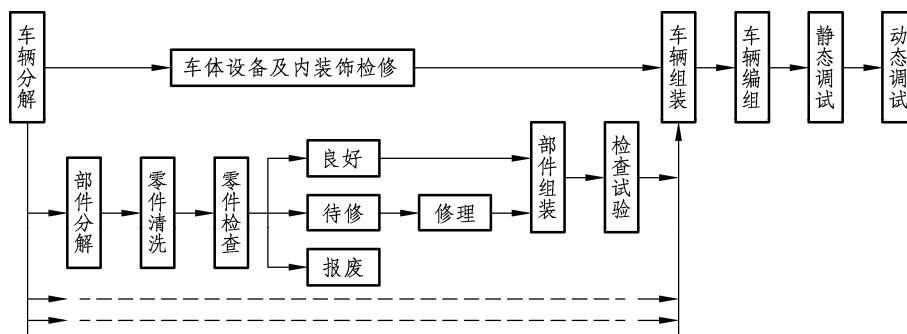 车辆分解
车体设备及内装饰检修
车辆组装
车辆编组
静态调试
动态调试
部件分解
零件清洗
零件检查
良好
待修
报废
修理
部件组装
检查试验